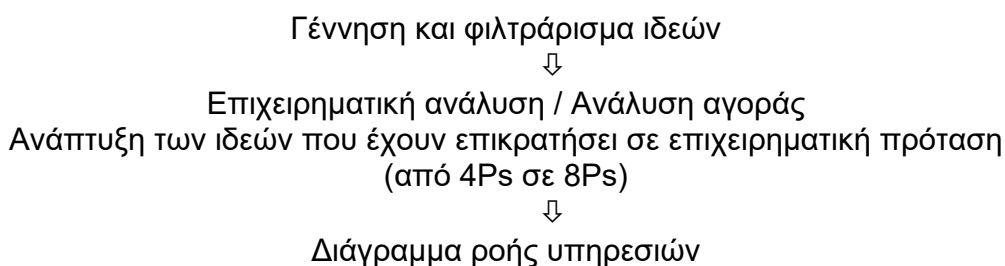 Γέννηση και φιλτράρισμα ιδεών
⇩
Επιχειρηματική ανάλυση / Ανάλυση αγοράς
Ανάπτυξη των ιδεών που έχουν επικρατήσει σε επιχειρηματική πρόταση
(από 4Ps σε 8Ps)
⇩
Διάγραμμα ροής υπηρεσιών